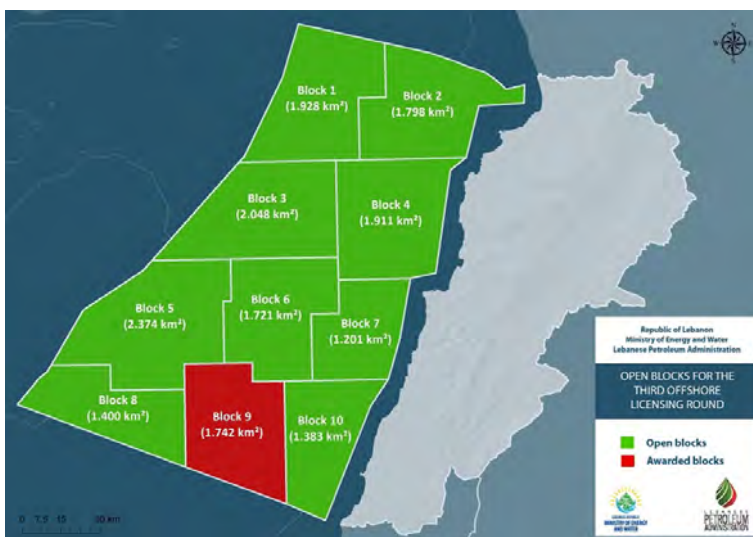 N
W
E
S
Block 1
(1.928 km²)
Block 2
(1.798 km²)
Block 3
(2.048 km²)
Block 4
(1.911 km²)
Block 5
(2.374 km²)
Block 6
(1.721 km²)
Block 7
(1.201 km²)
Block 8
(1.400 km²)
Block 9
(1.742 km²)
Block 10
(1.383 km²)
Republic of Lebanon
Ministry of Energy and Water
Lebanese Petroleum Administration
OPEN BLOCKS FOR THE
THIRD OFFSHORE
LICENSING ROUND
Open blocks
Awarded blocks
0 7.5 15 30 km
MINISTRY OF ENERGY
AND WATER
LEBANESE
PETROLEUM
ADMINISTRATION